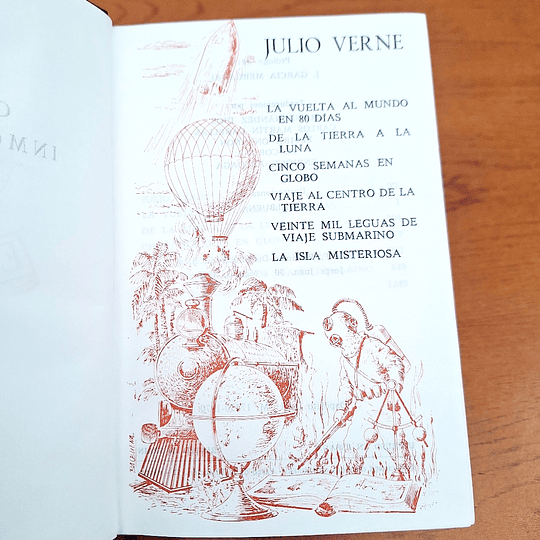 JULIO VERNE
LA VUELTA AL MUNDO
EN 80 DÍAS
DE LA TIERRA A LA
LUNA
CINCO SEMANAS EN
GLOBO
VIAJE AL CENTRO DE LA
TIERRA
VEINTE MIL LEGUAS DE
VIAJE SUBMARINO
LA ISLA MISTERIOSA